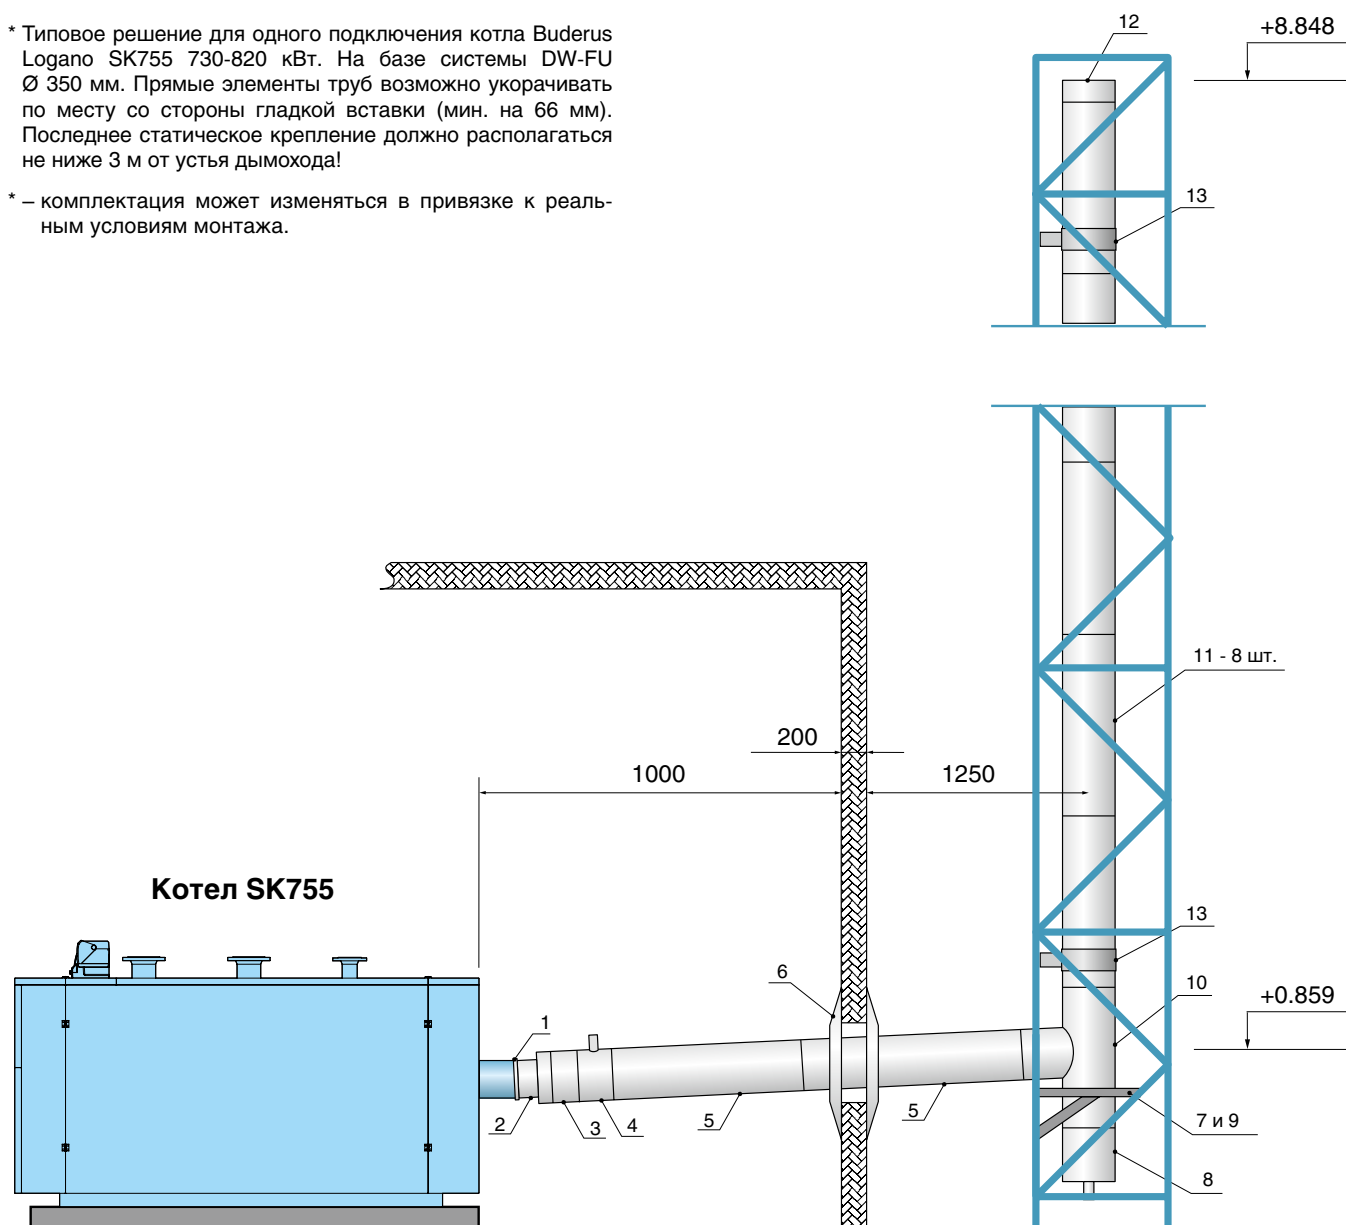 * Типовое решение для одного подключения котла Buderus
Logano SK755 730-820 кВт. На базе системы DW-FU
Ø 350 мм. Прямые элементы труб возможно укорачивать
по месту со стороны гладкой вставки (мин. на 66 мм).
Последнее статическое крепление должно располагаться
не ниже 3 м от устья дымохода!
* – комплектация может изменяться в привязке к реаль-
ным условиям монтажа.
12
+8.848
13
11 - 8 шт.
200
1000
1250
Котел SK755
13
6
10
+0.859
1
2
3
4
5
5
7 и 9
8